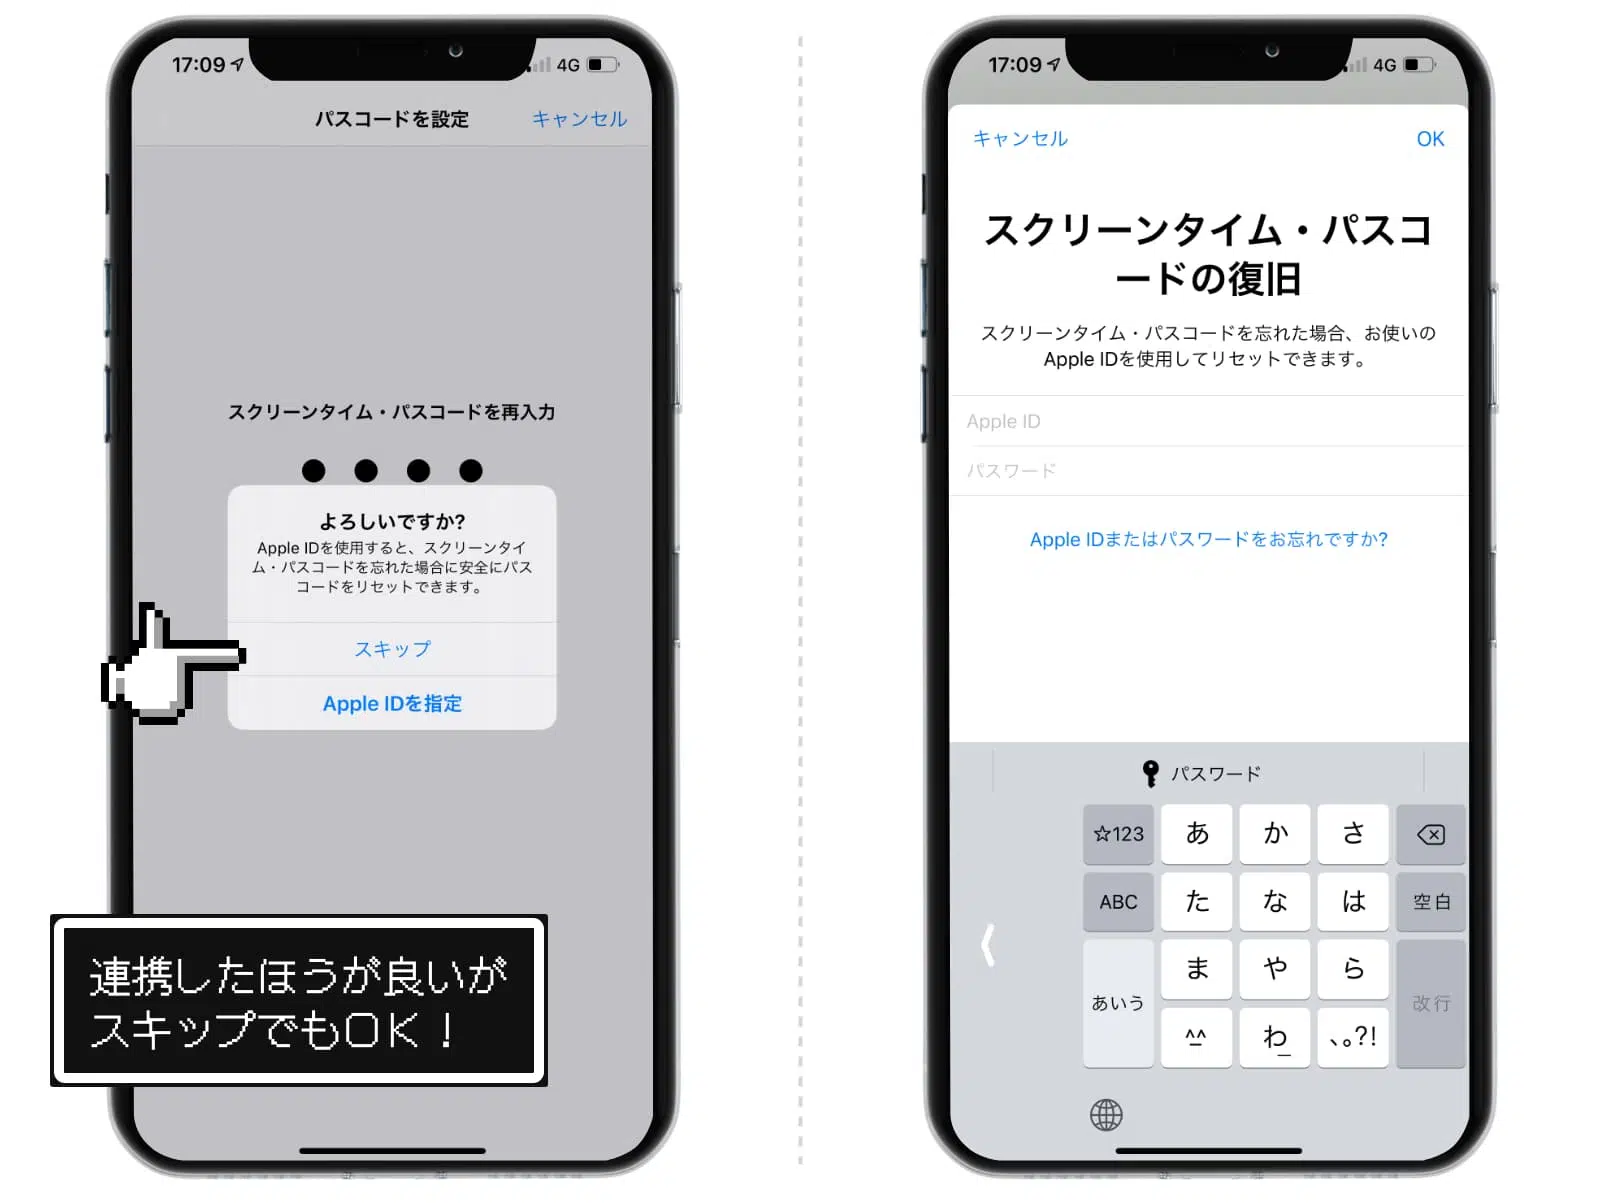 17:09
4G
パスコードを設定
キャンセル
スクリーンタイム・パスコードを再入力
よろしいですか?
Apple IDを使用すると、スクリーンタイ
ム・パスコードを忘れた場合に安全にパス
コードをリセットできます。
スキップ
Apple IDを指定
連携したほうが良いが
スキップでもOK！
17:09
4G
キャンセル
OK
スクリーンタイム・パスコ
ードの復旧
スクリーンタイム・パスコードを忘れた場合、お使いの
Apple IDを使用してリセットできます。
Apple ID
パスワード
Apple IDまたはパスワードをお忘れですか?
パスワード
☆123
あ
か
さ
ABC
た
な
は
空白
あいう
ま
や
ら
改行
^^
わ
､｡?!